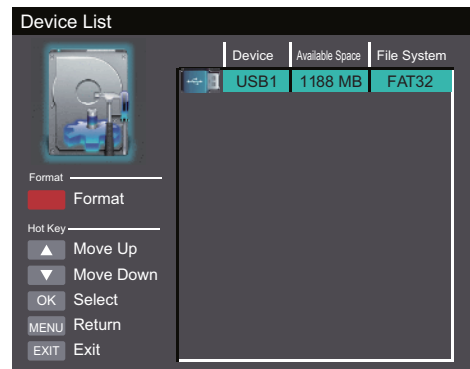 Device List
Device Available Space File System
USB1 1188 MB FAT32
Format
Format
Hot Key
Move Up
Move Down
OK Select
MENU Return
EXIT Exit